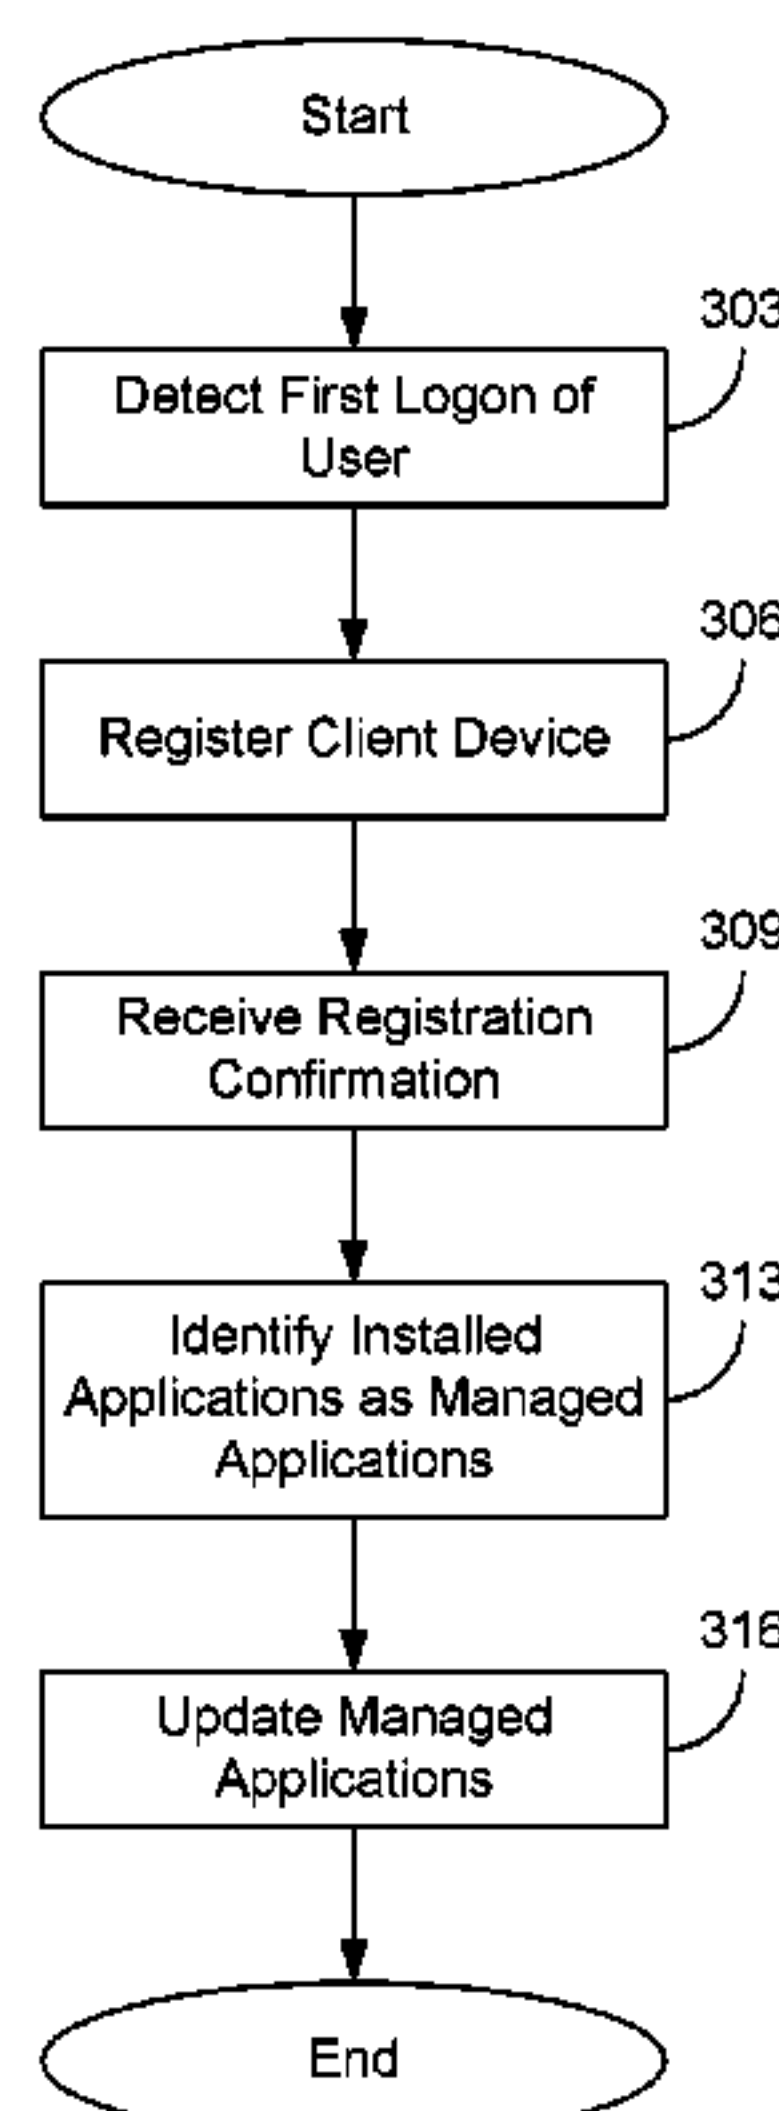 Start
303
Detect First Logon of
User
306
Register Client Device
309
Receive Registration
Confirmation
313
Identify Installed
Applications as Managed
Applications
316
Update Managed
Applications
End